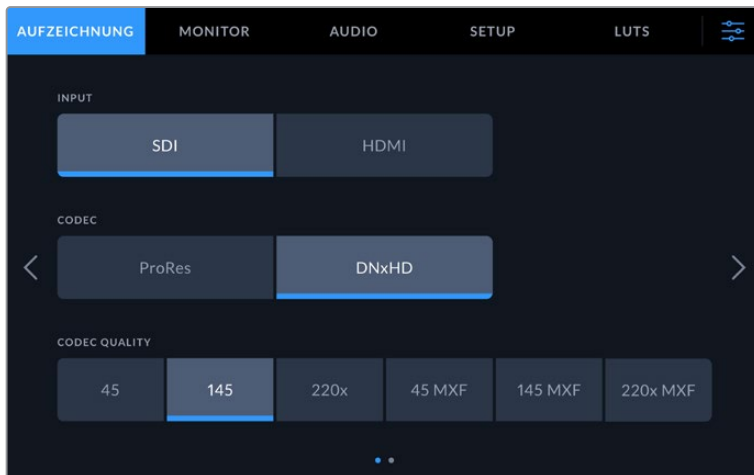 AUFZEICHNUNG MONITOR AUDIO SETUP LUTS
INPUT
SDI HDMI
CODEC
ProRes DNxHD
CODEC QUALITY
45 145 220x 45 MXF 145 MXF 220x MXF